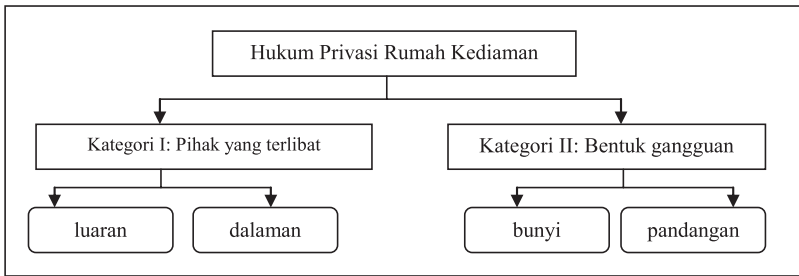 Hukum Privasi Rumah Kediaman
Kategori I: Pihak yang terlibat
Kategori II: Bentuk gangguan
luaran
dalaman
bunyi
pandangan